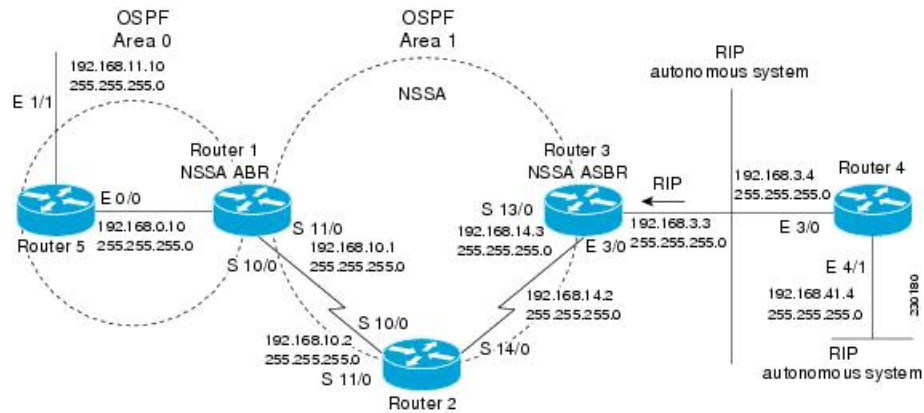 OSPF
Area 0
OSPF
Area 1
RIP
autonomous system
192.168.11.10
255.255.255.0
E 1/1
NSSA
Router 1
NSSA ABR
Router 3
NSSA ASBR
RIP
192.168.3.4
255.255.255.0
Router 4
E 0/0
192.168.0.10
255.255.255.0
Router 5
S 11/0
192.168.10.1
255.255.255.0
S 10/0
S 13/0
192.168.14.3
255.255.255.0
E 3/0
192.168.3.3
255.255.255.0
E 3/0
E 4/1
192.168.41.4
255.255.255.0
230180
192.168.14.2
255.255.255.0
S 10/0
192.168.10.2
255.255.255.0
S 11/0
S 14/0
Router 2
RIP
autonomous system